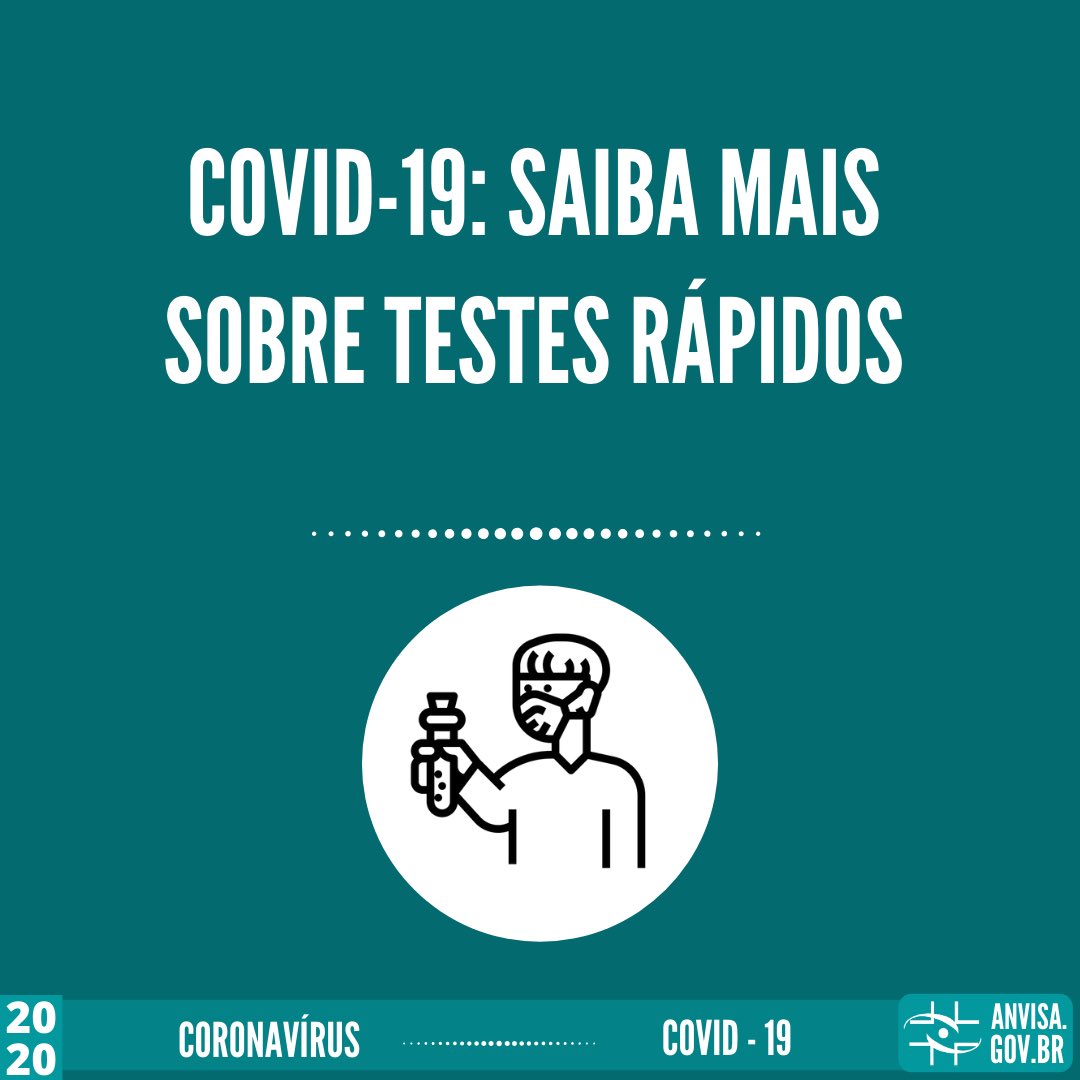 COVID-19: SAIBA MAIS
SOBRE TESTES RÁPIDOS
20
20
CORONAVÍRUS
COVID - 19
ANVISA.
GOV.BR